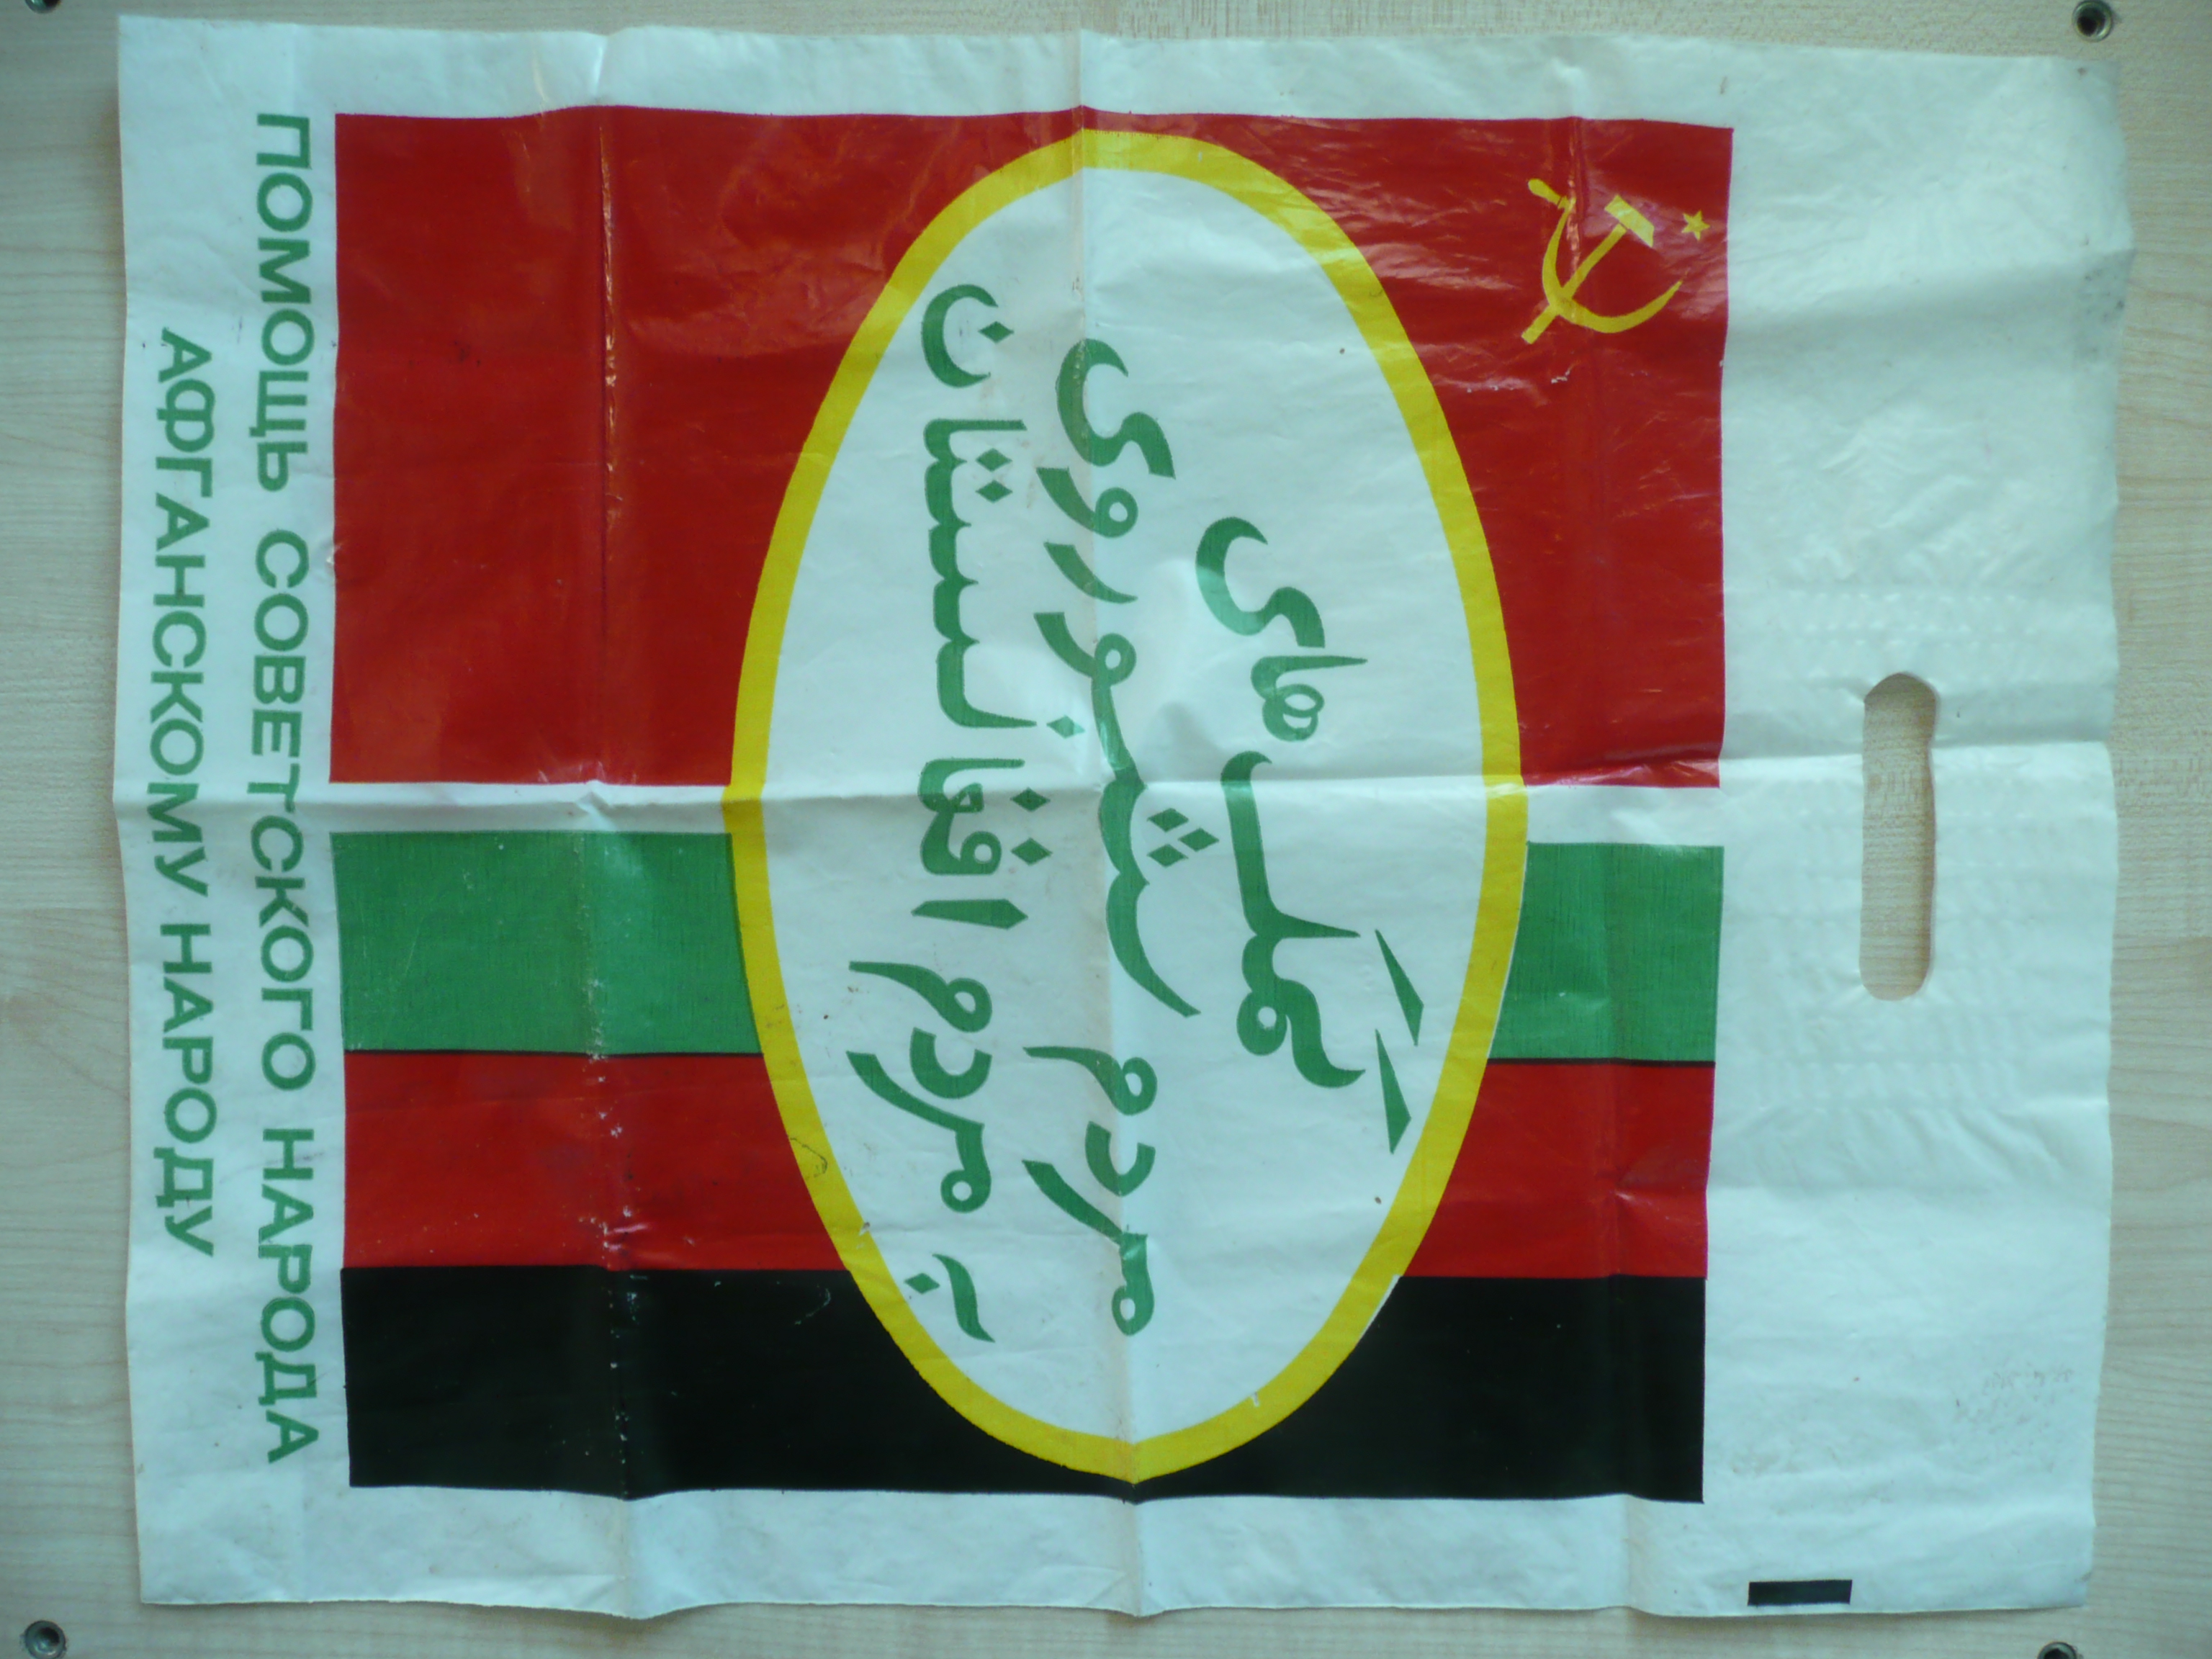 کمک های
مردم شوروی
به مردم افغانستان
ПОМОЩЬ СОВЕТСКОГО НАРОДА
АФГАНСКОМУ НАРОДУ